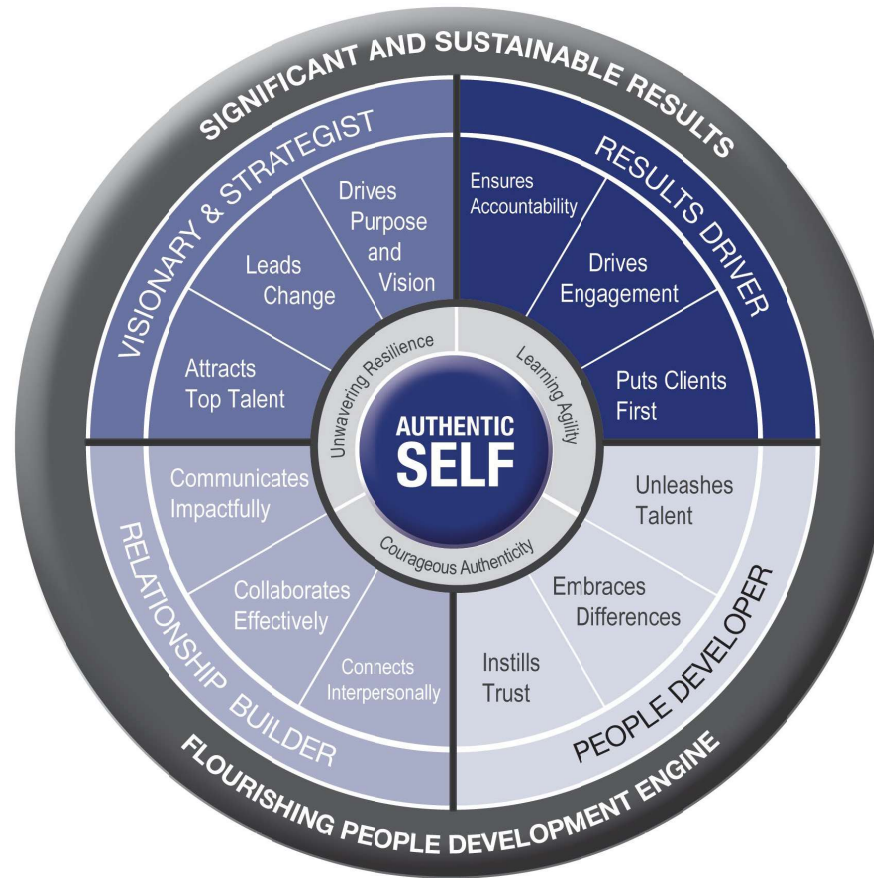 SIGNIFICANT AND SUSTAINABLE RESULTS
VISIONARY & STRATEGIST
Attracts
Top Talent
Leads
Change
Drives
Purpose
and
Vision
RESULTS DRIVER
Ensures
Accountability
Drives
Engagement
Puts Clients
First
Unwavering Resilience
Learning Agility
AUTHENTIC
SELF
Courageous Authenticity
RELATIONSHIP BUILDER
Communicates
Impactfully
Collaborates
Effectively
Connects
Interpersonally
PEOPLE DEVELOPER
Unleashes
Talent
Embraces
Differences
Instills
Trust
FLOURISHING PEOPLE DEVELOPMENT ENGINE